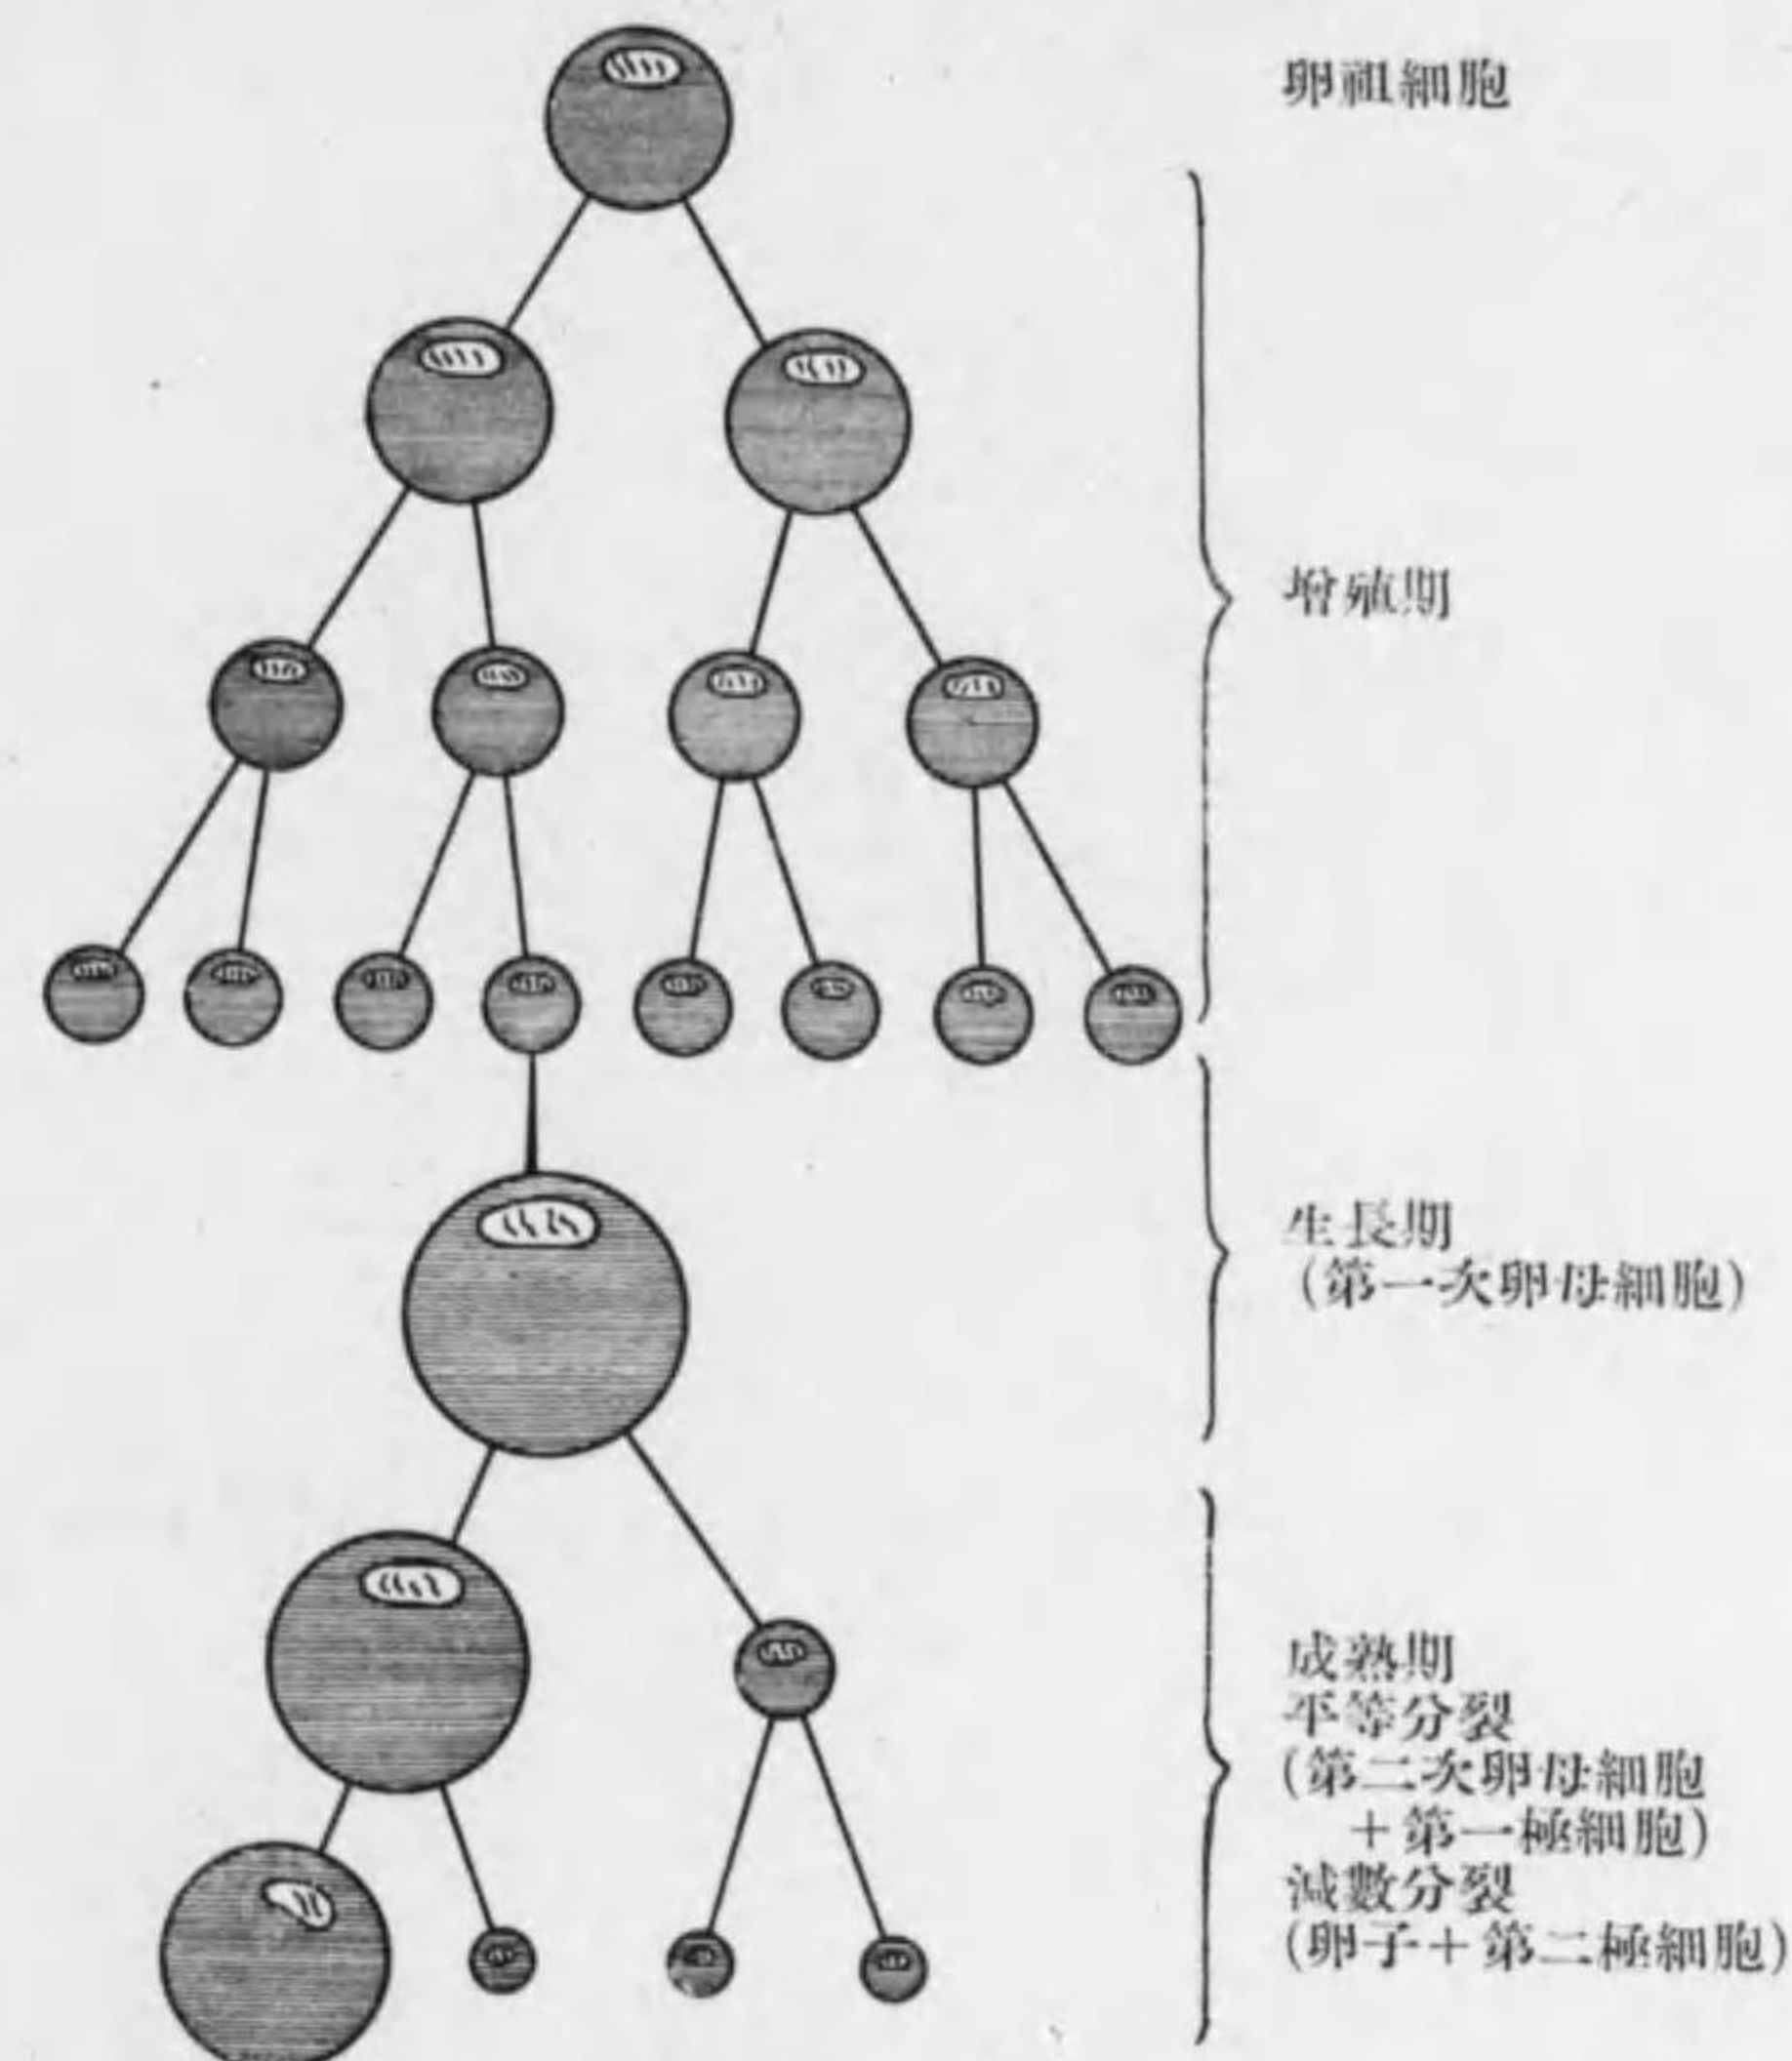 卵祖細胞
增殖期
生長期
(第一次卵母細胞)
成熟期
平等分裂
(第二次卵母細胞
+第一極細胞)
減數分裂
(卵子+第二極細胞)